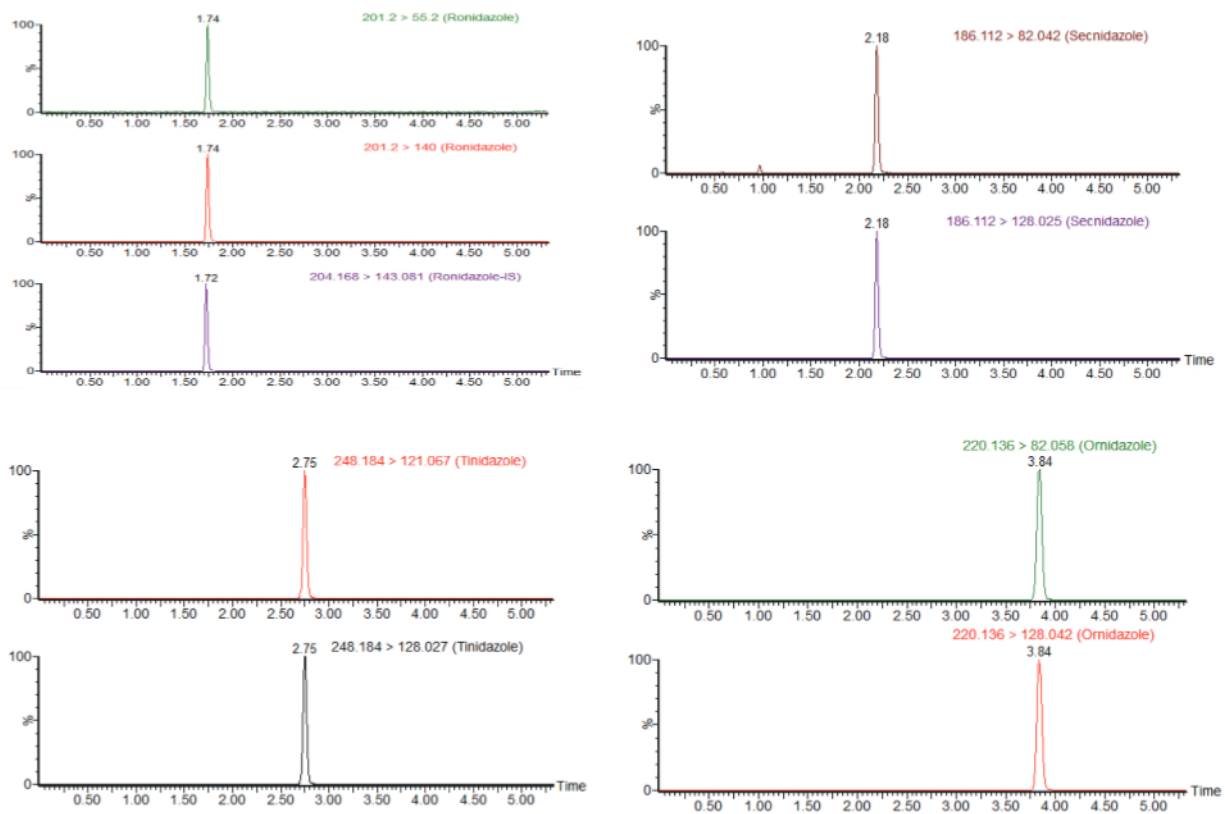 201.2 > 55.2 (Ronidazole)
1.74
100
%
0
0.50 1.00 1.50 2.00 2.50 3.00 3.50 4.00 4.50 5.00
201.2 > 140 (Ronidazole)
1.74
100
%
0
0.50 1.00 1.50 2.00 2.50 3.00 3.50 4.00 4.50 5.00
204.168 > 143.081 (Ronidazole-IS)
1.72
100
%
0
Time
0.50 1.00 1.50 2.00 2.50 3.00 3.50 4.00 4.50 5.00
186.112 > 82.042 (Secnidazole)
2.18
100
%
0
0.50 1.00 1.50 2.00 2.50 3.00 3.50 4.00 4.50 5.00
186.112 > 128.025 (Secnidazole)
2.18
100
%
0
Time
0.50 1.00 1.50 2.00 2.50 3.00 3.50 4.00 4.50 5.00
248.184 > 121.067 (Tinidazole)
2.75
100
%
0
0.50 1.00 1.50 2.00 2.50 3.00 3.50 4.00 4.50 5.00
248.184 > 128.027 (Tinidazole)
2.75
100
%
0
Time
0.50 1.00 1.50 2.00 2.50 3.00 3.50 4.00 4.50 5.00
220.136 > 82.058 (Ornidazole)
3.84
100
%
0
0.50 1.00 1.50 2.00 2.50 3.00 3.50 4.00 4.50 5.00
220.136 > 128.042 (Ornidazole)
3.84
100
%
0
Time
0.50 1.00 1.50 2.00 2.50 3.00 3.50 4.00 4.50 5.00